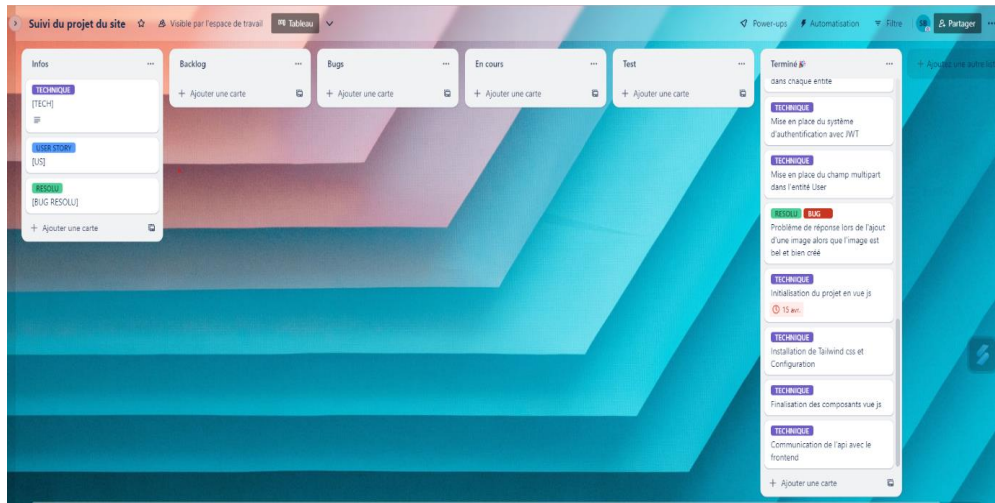 Suivi du projet du site
Visible par l'espace de travail
Tableau
Power-ups
Automatisation
Filtre
SB
Partager
Infos
TECHNIQUE
[TECH]
USER STORY
[US]
RESOLU
[BUG RESOLU]
+ Ajouter une carte
Backlog
+ Ajouter une carte
Bugs
+ Ajouter une carte
En cours
+ Ajouter une carte
Test
+ Ajouter une carte
Terminé 🎉
dans chaque entite
TECHNIQUE
Mise en place du système
d'authentification avec JWT
TECHNIQUE
Mise en place du champ multipart
dans l'entité User
RESOLU BUG
Problème de réponse lors de l'ajout
d'une image alors que l'image est
bel et bien créé
TECHNIQUE
Initialisation du projet en vue js
15 avr.
TECHNIQUE
Installation de Tailwind css et
Configuration
TECHNIQUE
Finalisation des composants vue js
TECHNIQUE
Communication de l'api avec le
frontend
+ Ajouter une carte
+ Ajoutez une autre list